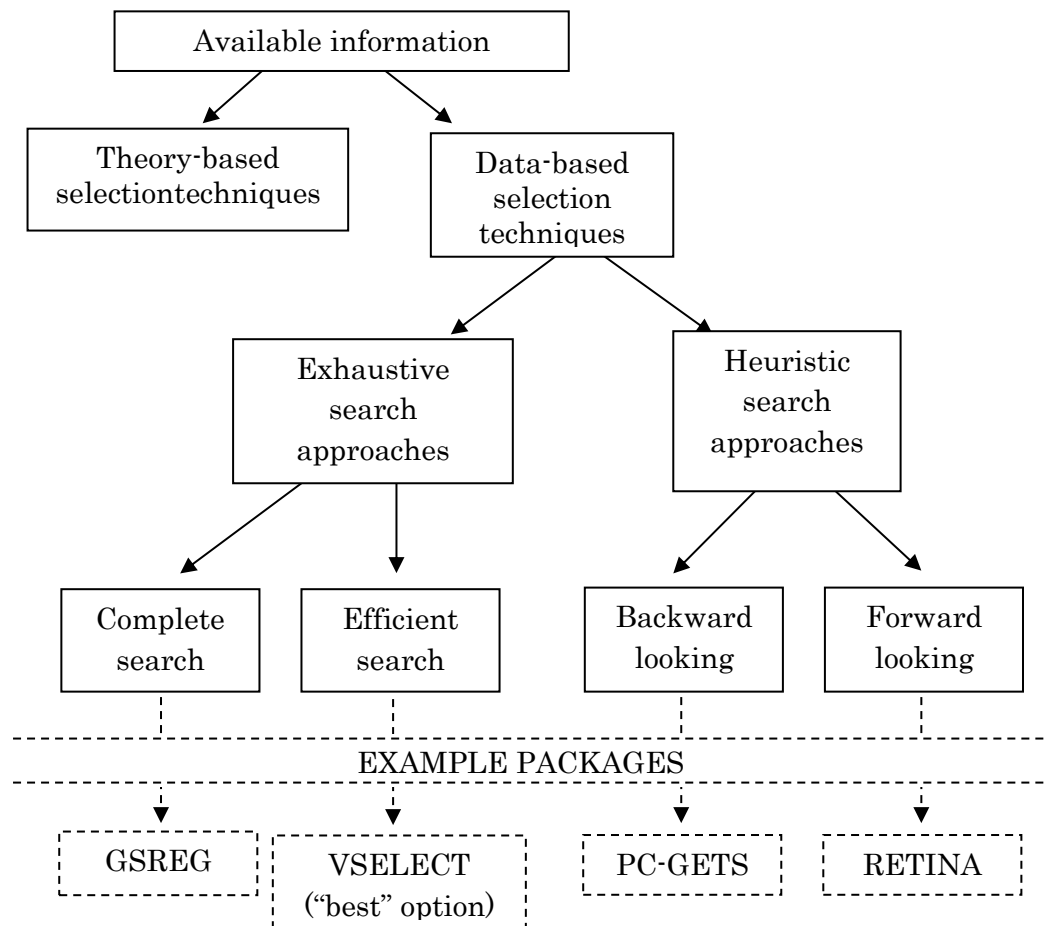 Available information
Theory-based
selectiontechniques
Data-based
selection
techniques
Exhaustive
search
approaches
Heuristic
search
approaches
Complete
search
Efficient
search
Backward
looking
Forward
looking
EXAMPLE PACKAGES
GSREG
VSELECT
(“best” option)
PC-GETS
RETINA